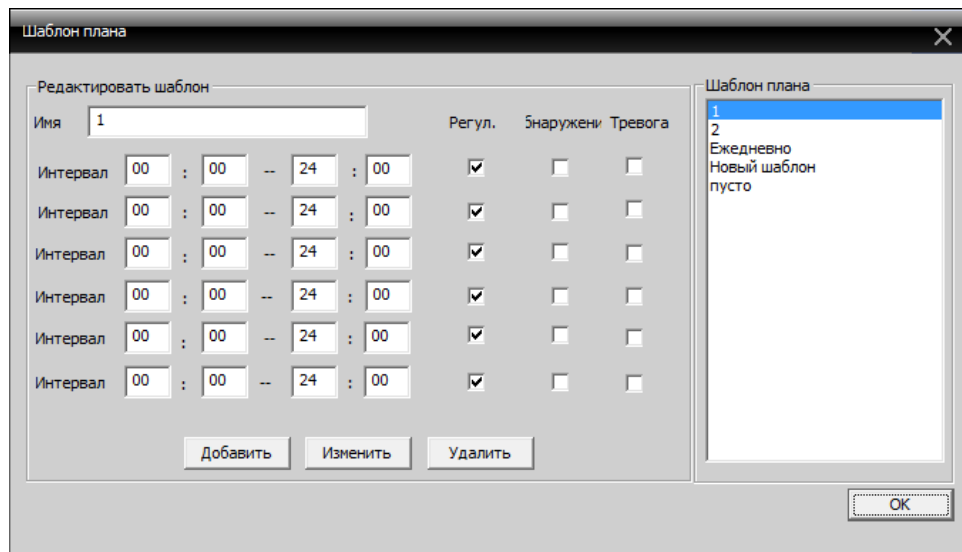 Шаблон плана
Редактировать шаблон
Имя 1 Регул. бнаружени Тревога
Интервал 00 : 00 -- 24 : 00
Интервал 00 : 00 -- 24 : 00
Интервал 00 : 00 -- 24 : 00
Интервал 00 : 00 -- 24 : 00
Интервал 00 : 00 -- 24 : 00
Интервал 00 : 00 -- 24 : 00
Добавить Изменить Удалить
Шаблон плана
1
2
Ежедневно
Новый шаблон
пусто
OK